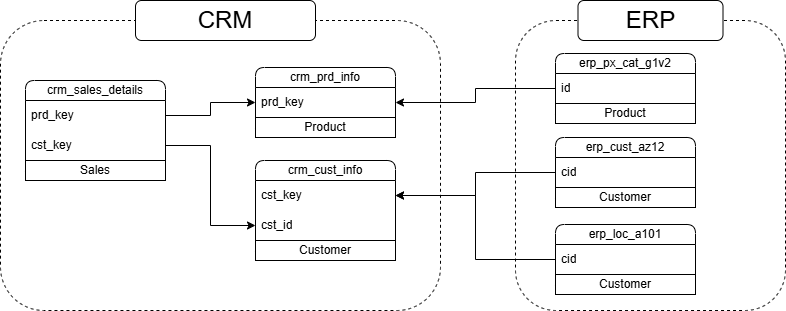 CRM
ERP
crm_sales_details
prd_key
cst_key
Sales
crm_prd_info
prd_key
Product
crm_cust_info
cst_key
cst_id
Customer
erp_px_cat_g1v2
id
Product
erp_cust_az12
cid
Customer
erp_loc_a101
cid
Customer